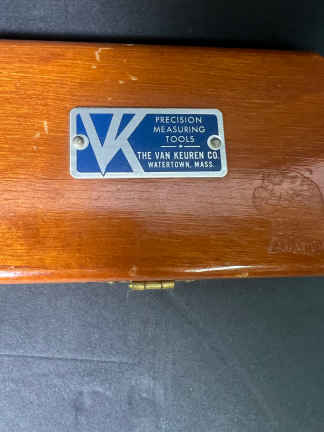 VK
PRECISION
MEASURING
TOOLS
THE VAN KEUREN CO.
WATERTOWN, MASS.